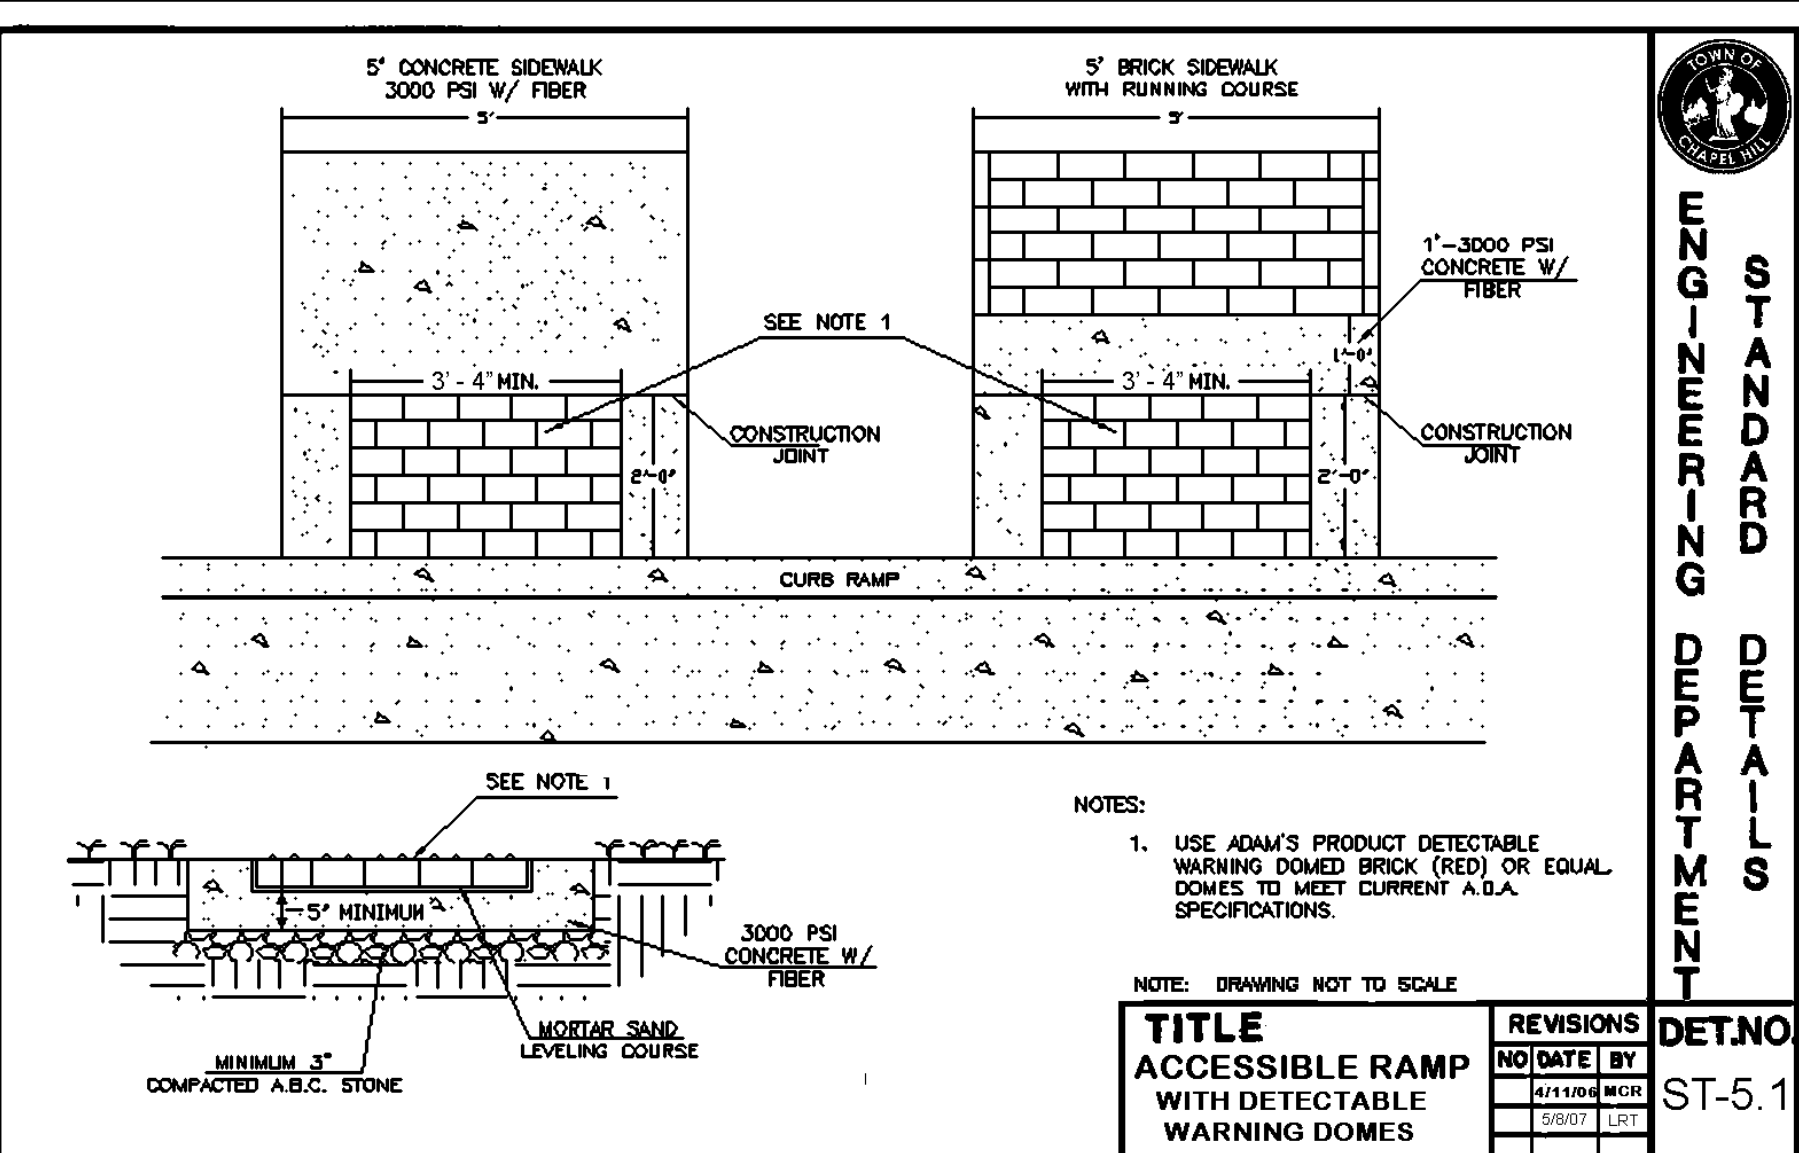 5' CONCRETE SIDEWALK
3000 PSI W/ FIBER
5'
5' BRICK SIDEWALK
WITH RUNNING COURSE
5'
1'-3000 PSI
CONCRETE W/
FIBER
SEE NOTE 1
1'-0"
3' - 4" MIN.
3' - 4" MIN.
CONSTRUCTION
JOINT
CONSTRUCTION
JOINT
2'-0"
2'-0"
CURB RAMP
SEE NOTE 1
5" MINIMUM
3000 PSI
CONCRETE W/
FIBER
MORTAR SAND
LEVELING COURSE
MINIMUM 3"
COMPACTED A.B.C. STONE
NOTES:
1. USE ADAM'S PRODUCT DETECTABLE
WARNING DOMED BRICK (RED) OR EQUAL.
DOMES TO MEET CURRENT A.D.A.
SPECIFICATIONS.
NOTE: DRAWING NOT TO SCALE
TITLE
ACCESSIBLE RAMP
WITH DETECTABLE
WARNING DOMES
REVISIONS
NO DATE BY
4/11/06 MCR
5/8/07 LRT
TOWN OF
CHAPEL HILL
ENGINEERING DEPARTMENT
STANDARD DETAILS
DET.NO.
ST-5.1